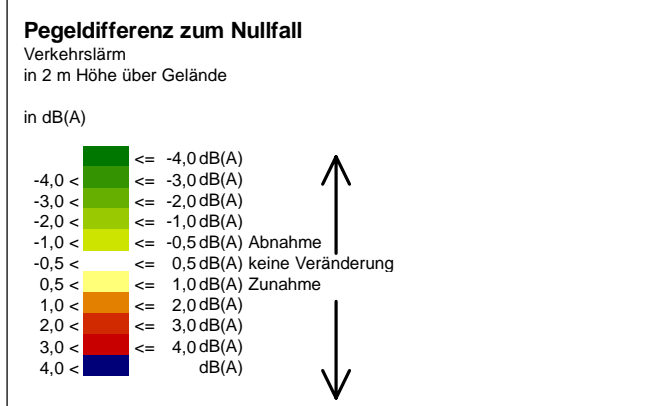 Pegeldifferenz zum Nullfall
Verkehrslärm
in 2 m Höhe über Gelände
in dB(A)
<= -4,0 dB(A)
-4,0 < <= -3,0 dB(A)
-3,0 < <= -2,0 dB(A)
-2,0 < <= -1,0 dB(A)
-1,0 < <= -0,5 dB(A) Abnahme
-0,5 < <= 0,5 dB(A) keine Veränderung
0,5 < <= 1,0 dB(A) Zunahme
1,0 < <= 2,0 dB(A)
2,0 < <= 3,0 dB(A)
3,0 < <= 4,0 dB(A)
4,0 < dB(A)